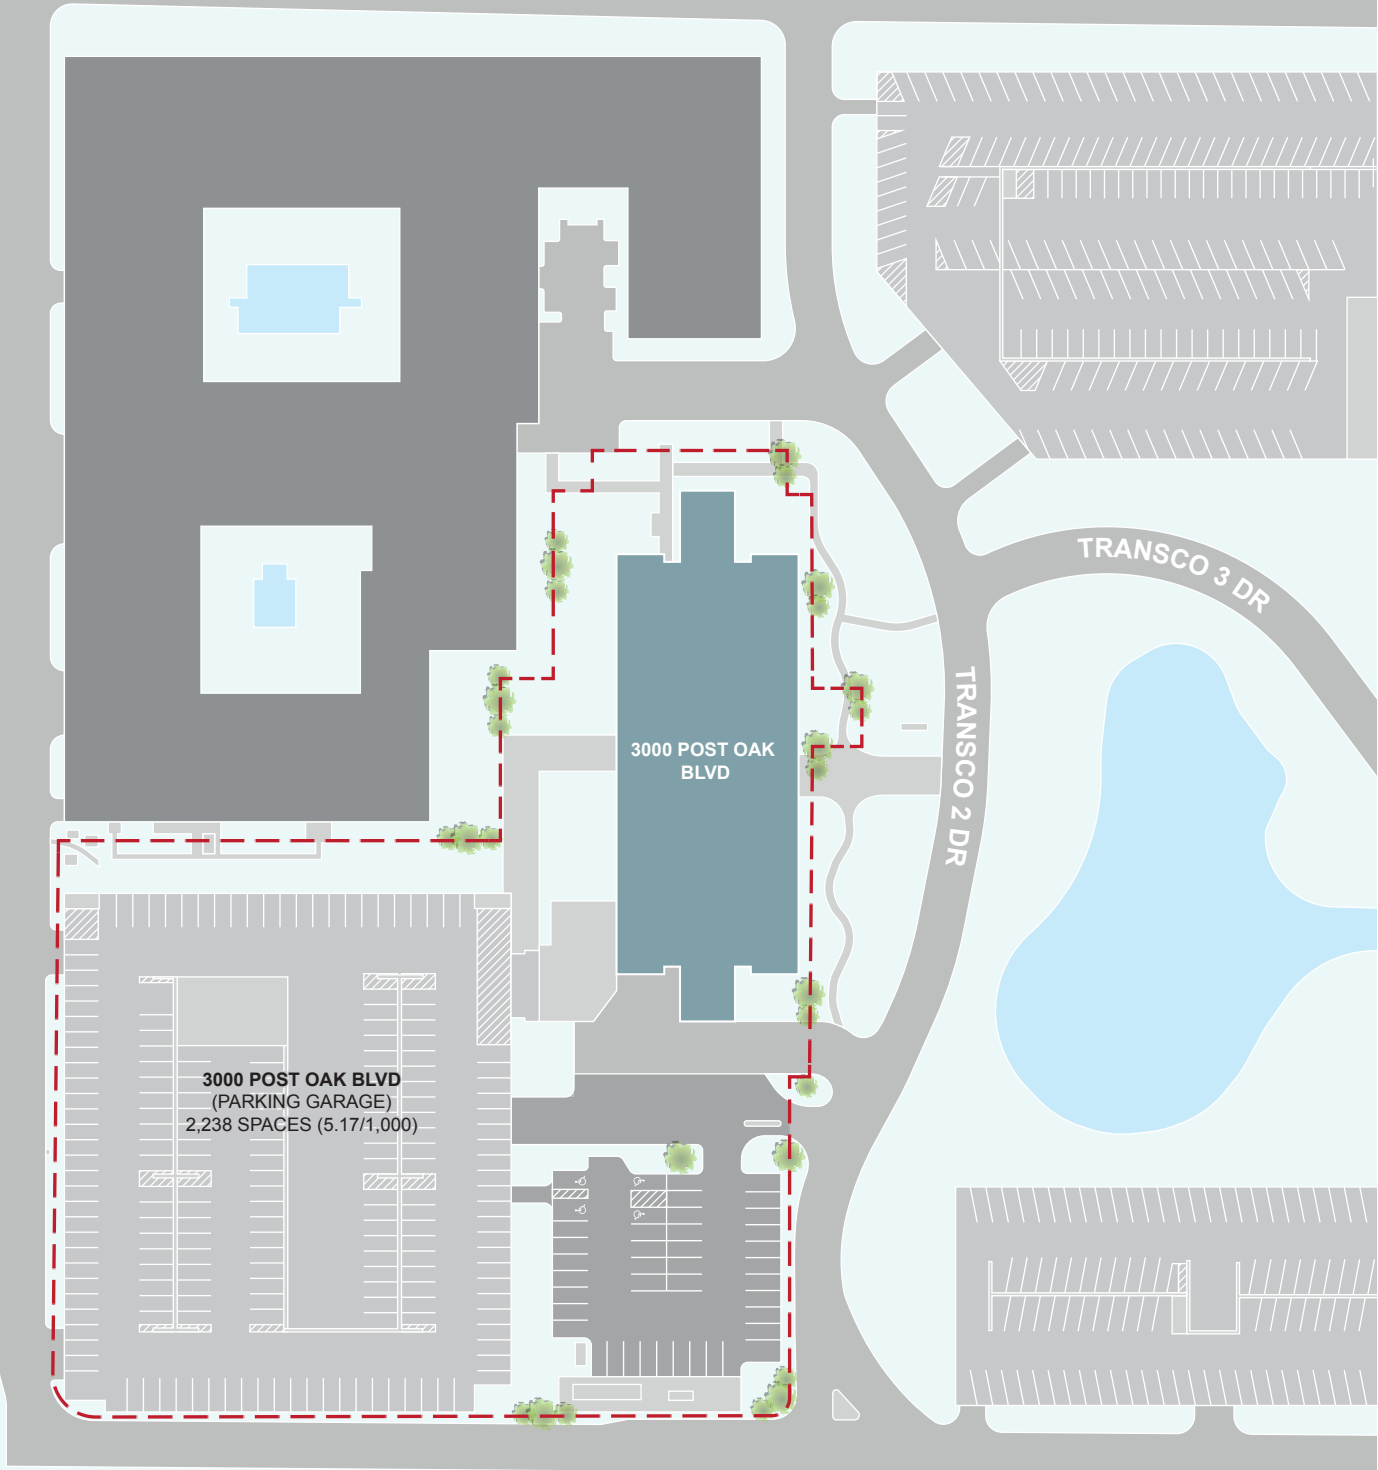 TRANSCO 3 DR
TRANSCO 2 DR
3000 POST OAK
BLVD
3000 POST OAK BLVD
(PARKING GARAGE)
2,238 SPACES (5.17/1,000)